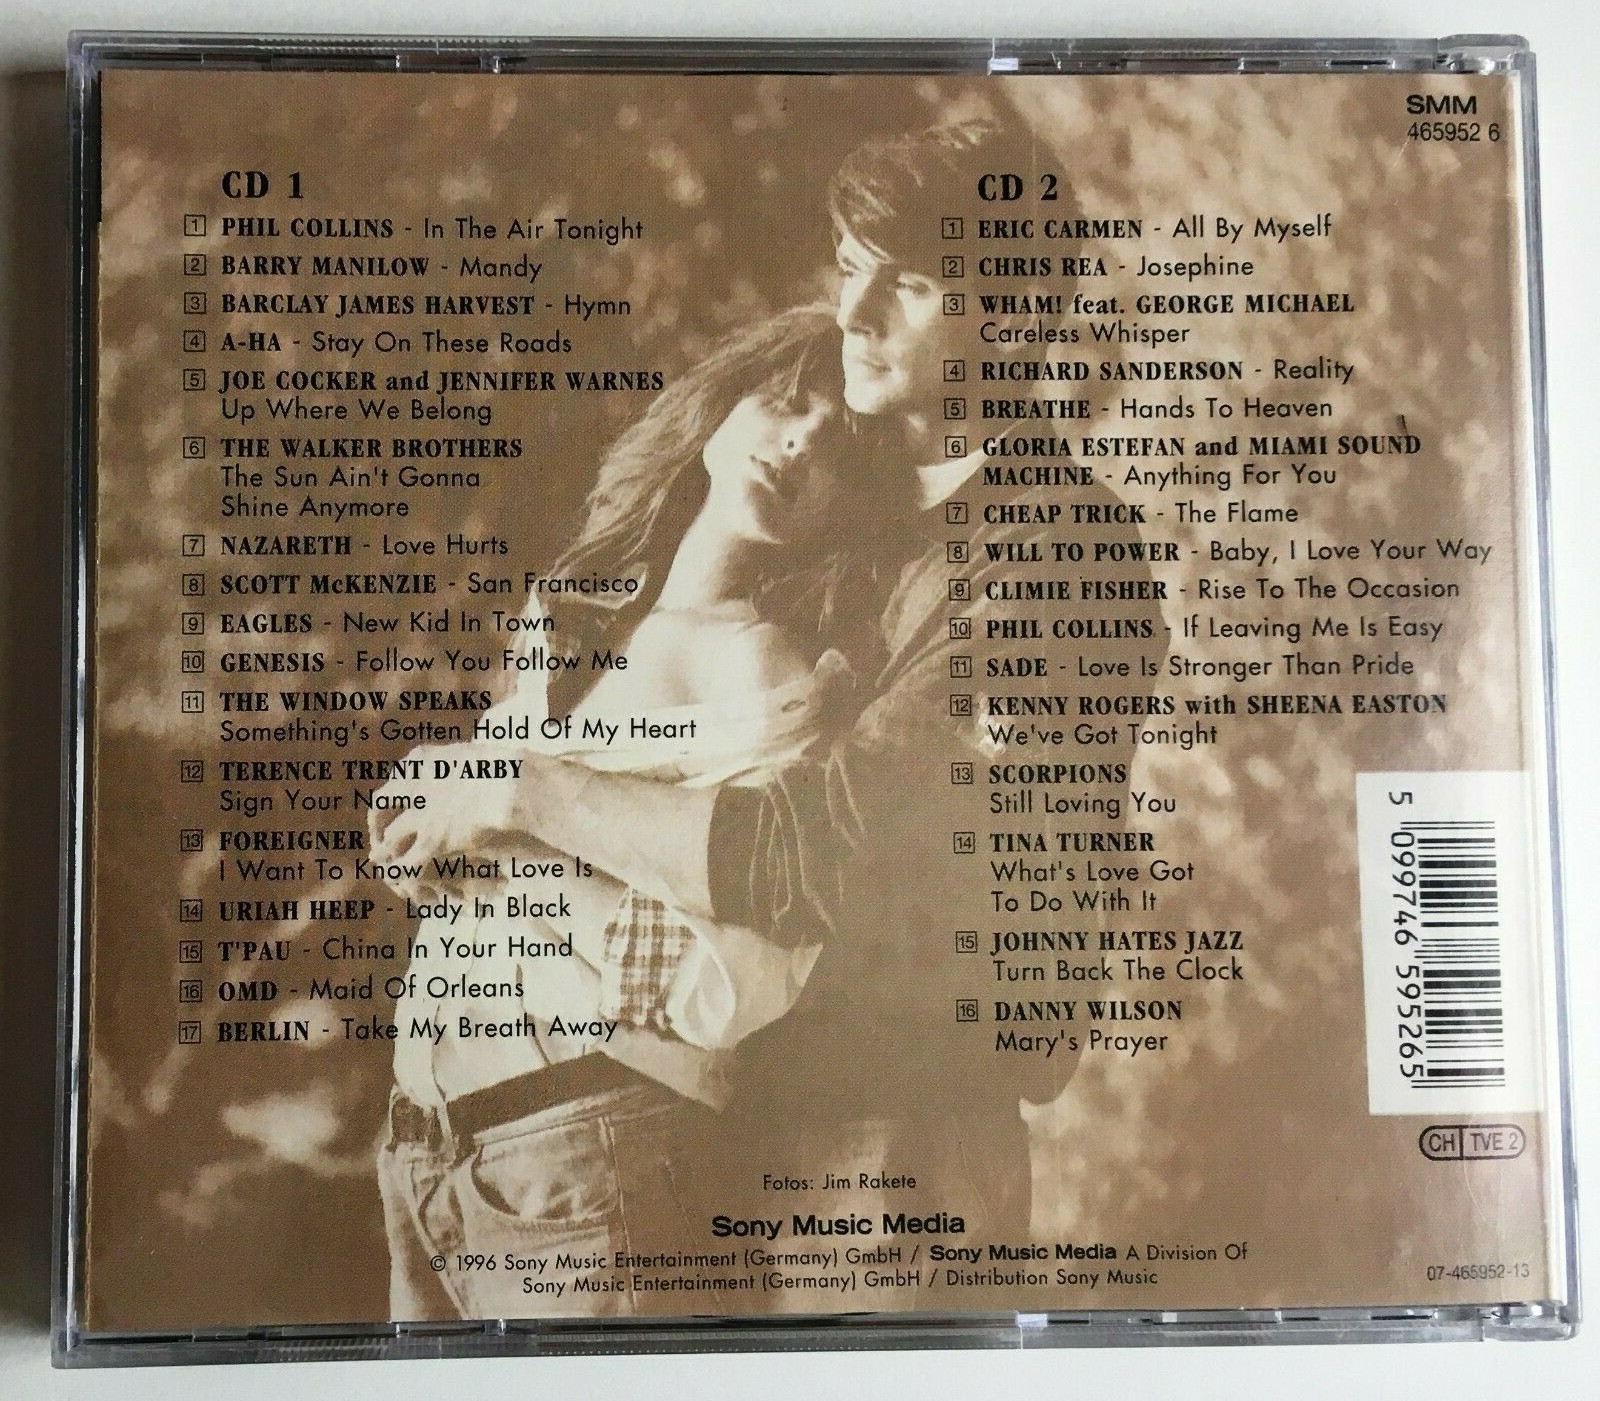 SMM
465952 6
CD 1
1 PHIL COLLINS - In The Air Tonight
2 BARRY MANILOW - Mandy
3 BARCLAY JAMES HARVEST - Hymn
4 A-HA - Stay On These Roads
5 JOE COCKER and JENNIFER WARNES
Up Where We Belong
6 THE WALKER BROTHERS
The Sun Ain't Gonna
Shine Anymore
7 NAZARETH - Love Hurts
8 SCOTT McKENZIE - San Francisco
9 EAGLES - New Kid In Town
10 GENESIS - Follow You Follow Me
11 THE WINDOW SPEAKS
Something's Gotten Hold Of My Heart
12 TERENCE TRENT D'ARBY
Sign Your Name
13 FOREIGNER
I Want To Know What Love Is
14 URIAH HEEP - Lady In Black
15 T'PAU - China In Your Hand
16 OMD - Maid Of Orleans
17 BERLIN - Take My Breath Away
CD 2
1 ERIC CARMEN - All By Myself
2 CHRIS REA - Josephine
3 WHAM! feat. GEORGE MICHAEL
Careless Whisper
4 RICHARD SANDERSON - Reality
5 BREATHE - Hands To Heaven
6 GLORIA ESTEFAN and MIAMI SOUND
MACHINE - Anything For You
7 CHEAP TRICK - The Flame
8 WILL TO POWER - Baby, I Love Your Way
9 CLIMIE FISHER - Rise To The Occasion
10 PHIL COLLINS - If Leaving Me Is Easy
11 SADE - Love Is Stronger Than Pride
12 KENNY ROGERS with SHEENA EASTON
We've Got Tonight
13 SCORPIONS
Still Loving You
14 TINA TURNER
What's Love Got
To Do With It
15 JOHNNY HATES JAZZ
Turn Back The Clock
16 DANNY WILSON
Mary's Prayer
5 099746 595265
CH TVE 2
Fotos: Jim Rakete
Sony Music Media
© 1996 Sony Music Entertainment (Germany) GmbH / Sony Music Media A Division Of
Sony Music Entertainment (Germany) GmbH / Distribution Sony Music
07-465952-13